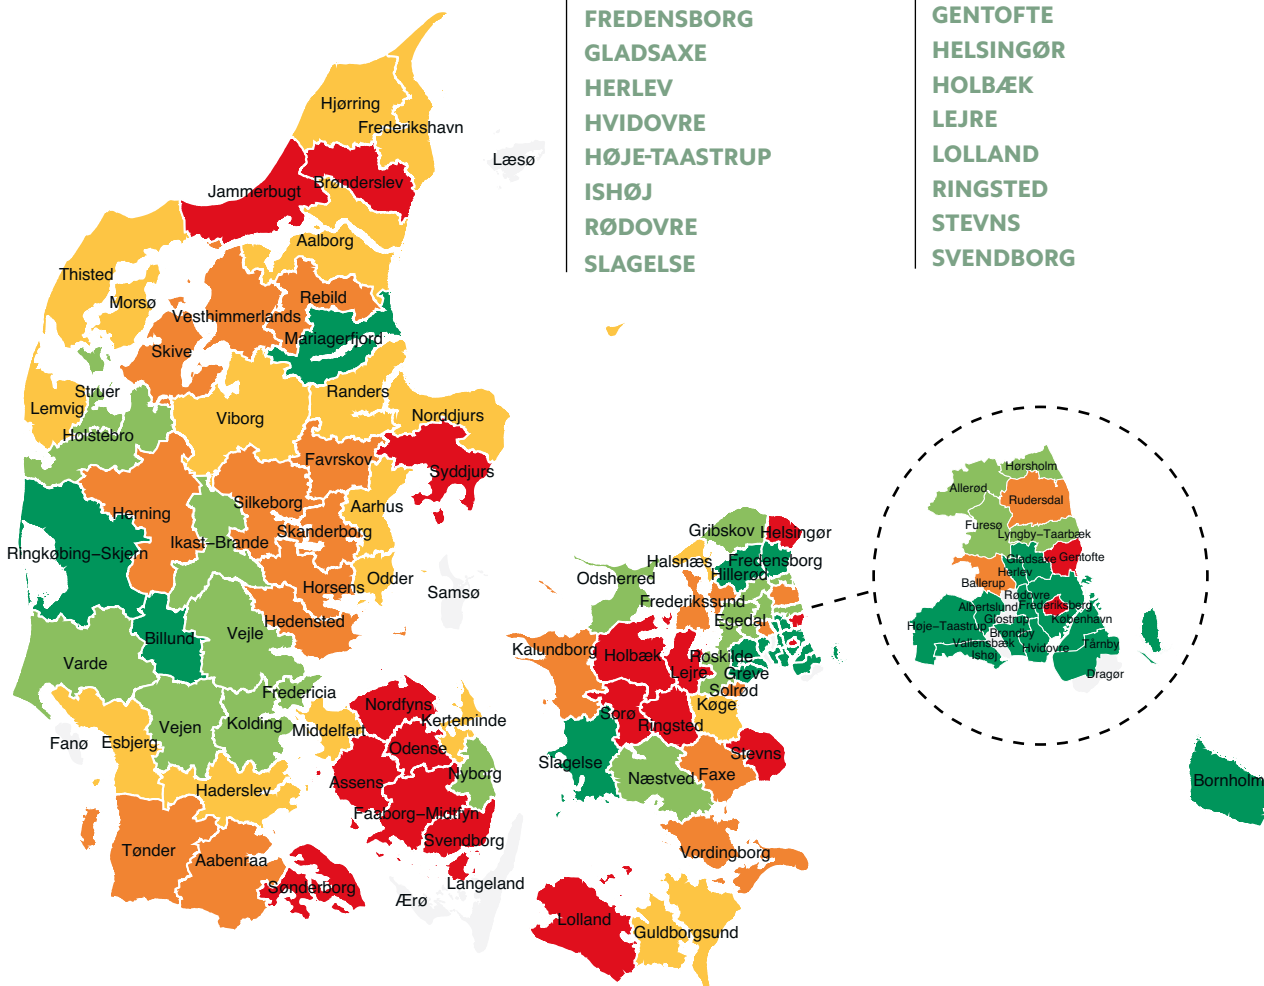 FREDENSBORG
GLADSAXE
HERLEV
HVIDOVRE
HØJE-TAASTRUP
ISHØJ
RØDOVRE
SLAGELSE
GENTOFTE
HELSINGØR
HOLBÆK
LEJRE
LOLLAND
RINGSTED
STEVNS
SVENDBORG
Hjørring
Frederikshavn
Læsø
Brønderslev
Jammerbugt
Aalborg
Thisted
Morsø
Rebild
Vesthimmerlands
Mariagerfjord
Skive
Struer
Randers
Lemvig
Viborg
Norddjurs
Holstebro
Favrskov
Syddjurs
Silkeborg
Aarhus
Herning
Skanderborg
Ikast–Brande
Ringkøbing–Skjern
Odder
Horsens
Samsø
Hedensted
Billund
Vejle
Varde
Fredericia
Vejen
Kolding
Middelfart
Nordfyns
Kerteminde
Fanø
Esbjerg
Odense
Nyborg
Assens
Haderslev
Faaborg–Midtfyn
Svendborg
Tønder
Aabenraa
Sønderborg
Langeland
Ærø
Gribskov
Helsingør
Halsnæs
Fredensborg
Hillerød
Odsherred
Frederikssund
Egedal
Kalundborg
Holbæk
Roskilde
Lejre
Greve
Solrød
Køge
Sorø
Ringsted
Stevns
Slagelse
Næstved
Faxe
Vordingborg
Lolland
Guldborgsund
Hørsholm
Allerød
Rudersdal
Furesø
Lyngby–Taarbæk
Gladsaxe
Gentofte
Herlev
Ballerup
Rødovre
Albertslund
Frederiksberg
Glostrup
København
Høje–Taastrup
Brøndby
Vallensbæk
Hvidovre
Tårnby
Ishøj
Dragør
Bornholm